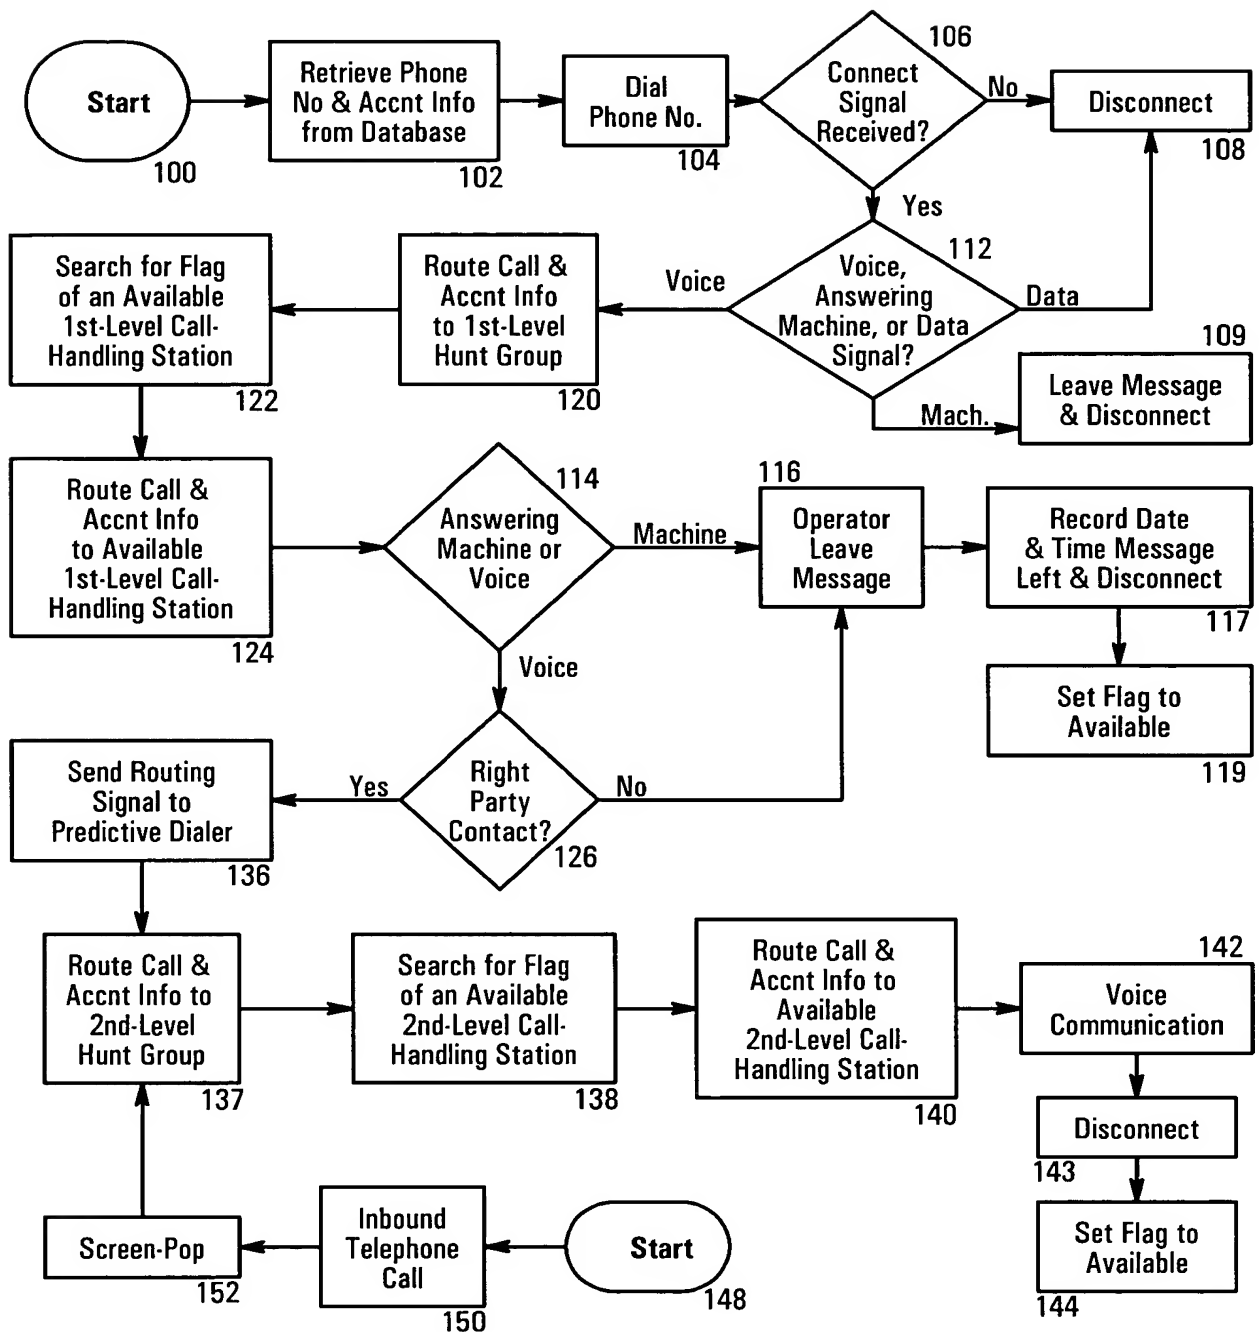 Start
100
Retrieve Phone
No & Accnt Info
from Database
102
Dial
Phone No.
104
106
Connect
Signal
Received?
No
Disconnect
108
Yes
112
Voice,
Answering
Machine, or Data
Signal?
Data
Voice
Route Call &
Accnt Info
to 1st-Level
Hunt Group
120
Search for Flag
of an Available
1st-Level Call-
Handling Station
122
109
Leave Message
& Disconnect
Mach.
Route Call &
Accnt Info
to Available
1st-Level Call-
Handling Station
124
114
Answering
Machine or
Voice
Machine
116
Operator
Leave
Message
Record Date
& Time Message
Left & Disconnect
117
Set Flag to
Available
119
Voice
Right
Party
Contact?
126
No
Yes
Send Routing
Signal to
Predictive Dialer
136
Route Call &
Accnt Info to
2nd-Level
Hunt Group
137
Search for Flag
of an Available
2nd-Level Call-
Handling Station
138
Route Call &
Accnt Info to
Available
2nd-Level Call-
Handling Station
140
142
Voice
Communication
Disconnect
143
Set Flag to
Available
144
Screen-Pop
152
Inbound
Telephone
Call
150
Start
148